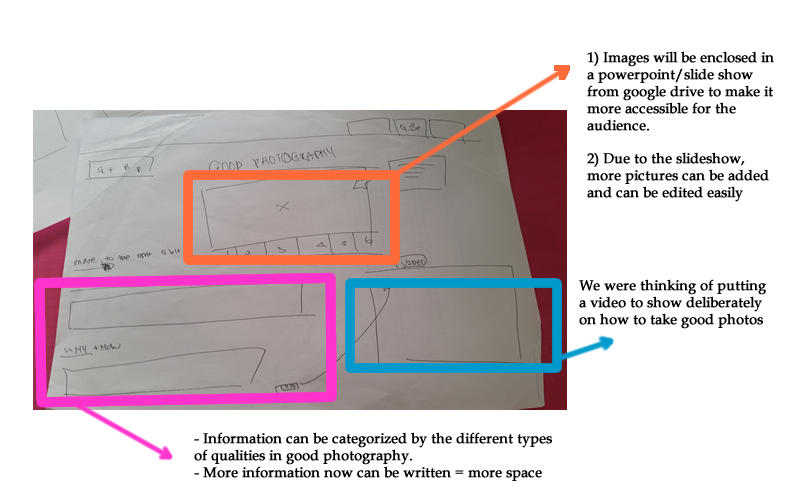 1) Images will be enclosed in
a powerpoint/slide show
from google drive to make it
more accessible for the
audience.
2) Due to the slideshow,
more pictures can be added
and can be edited easily
G+B
GOOD PHOTOGRAPHY
X
1 2 3 4 5 6
move to the right a bit
VIDEO
WHY + How
We were thinking of putting
a video to show deliberately
on how to take good photos
- Information can be categorized by the different types
of qualities in good photography.
- More information now can be written = more space